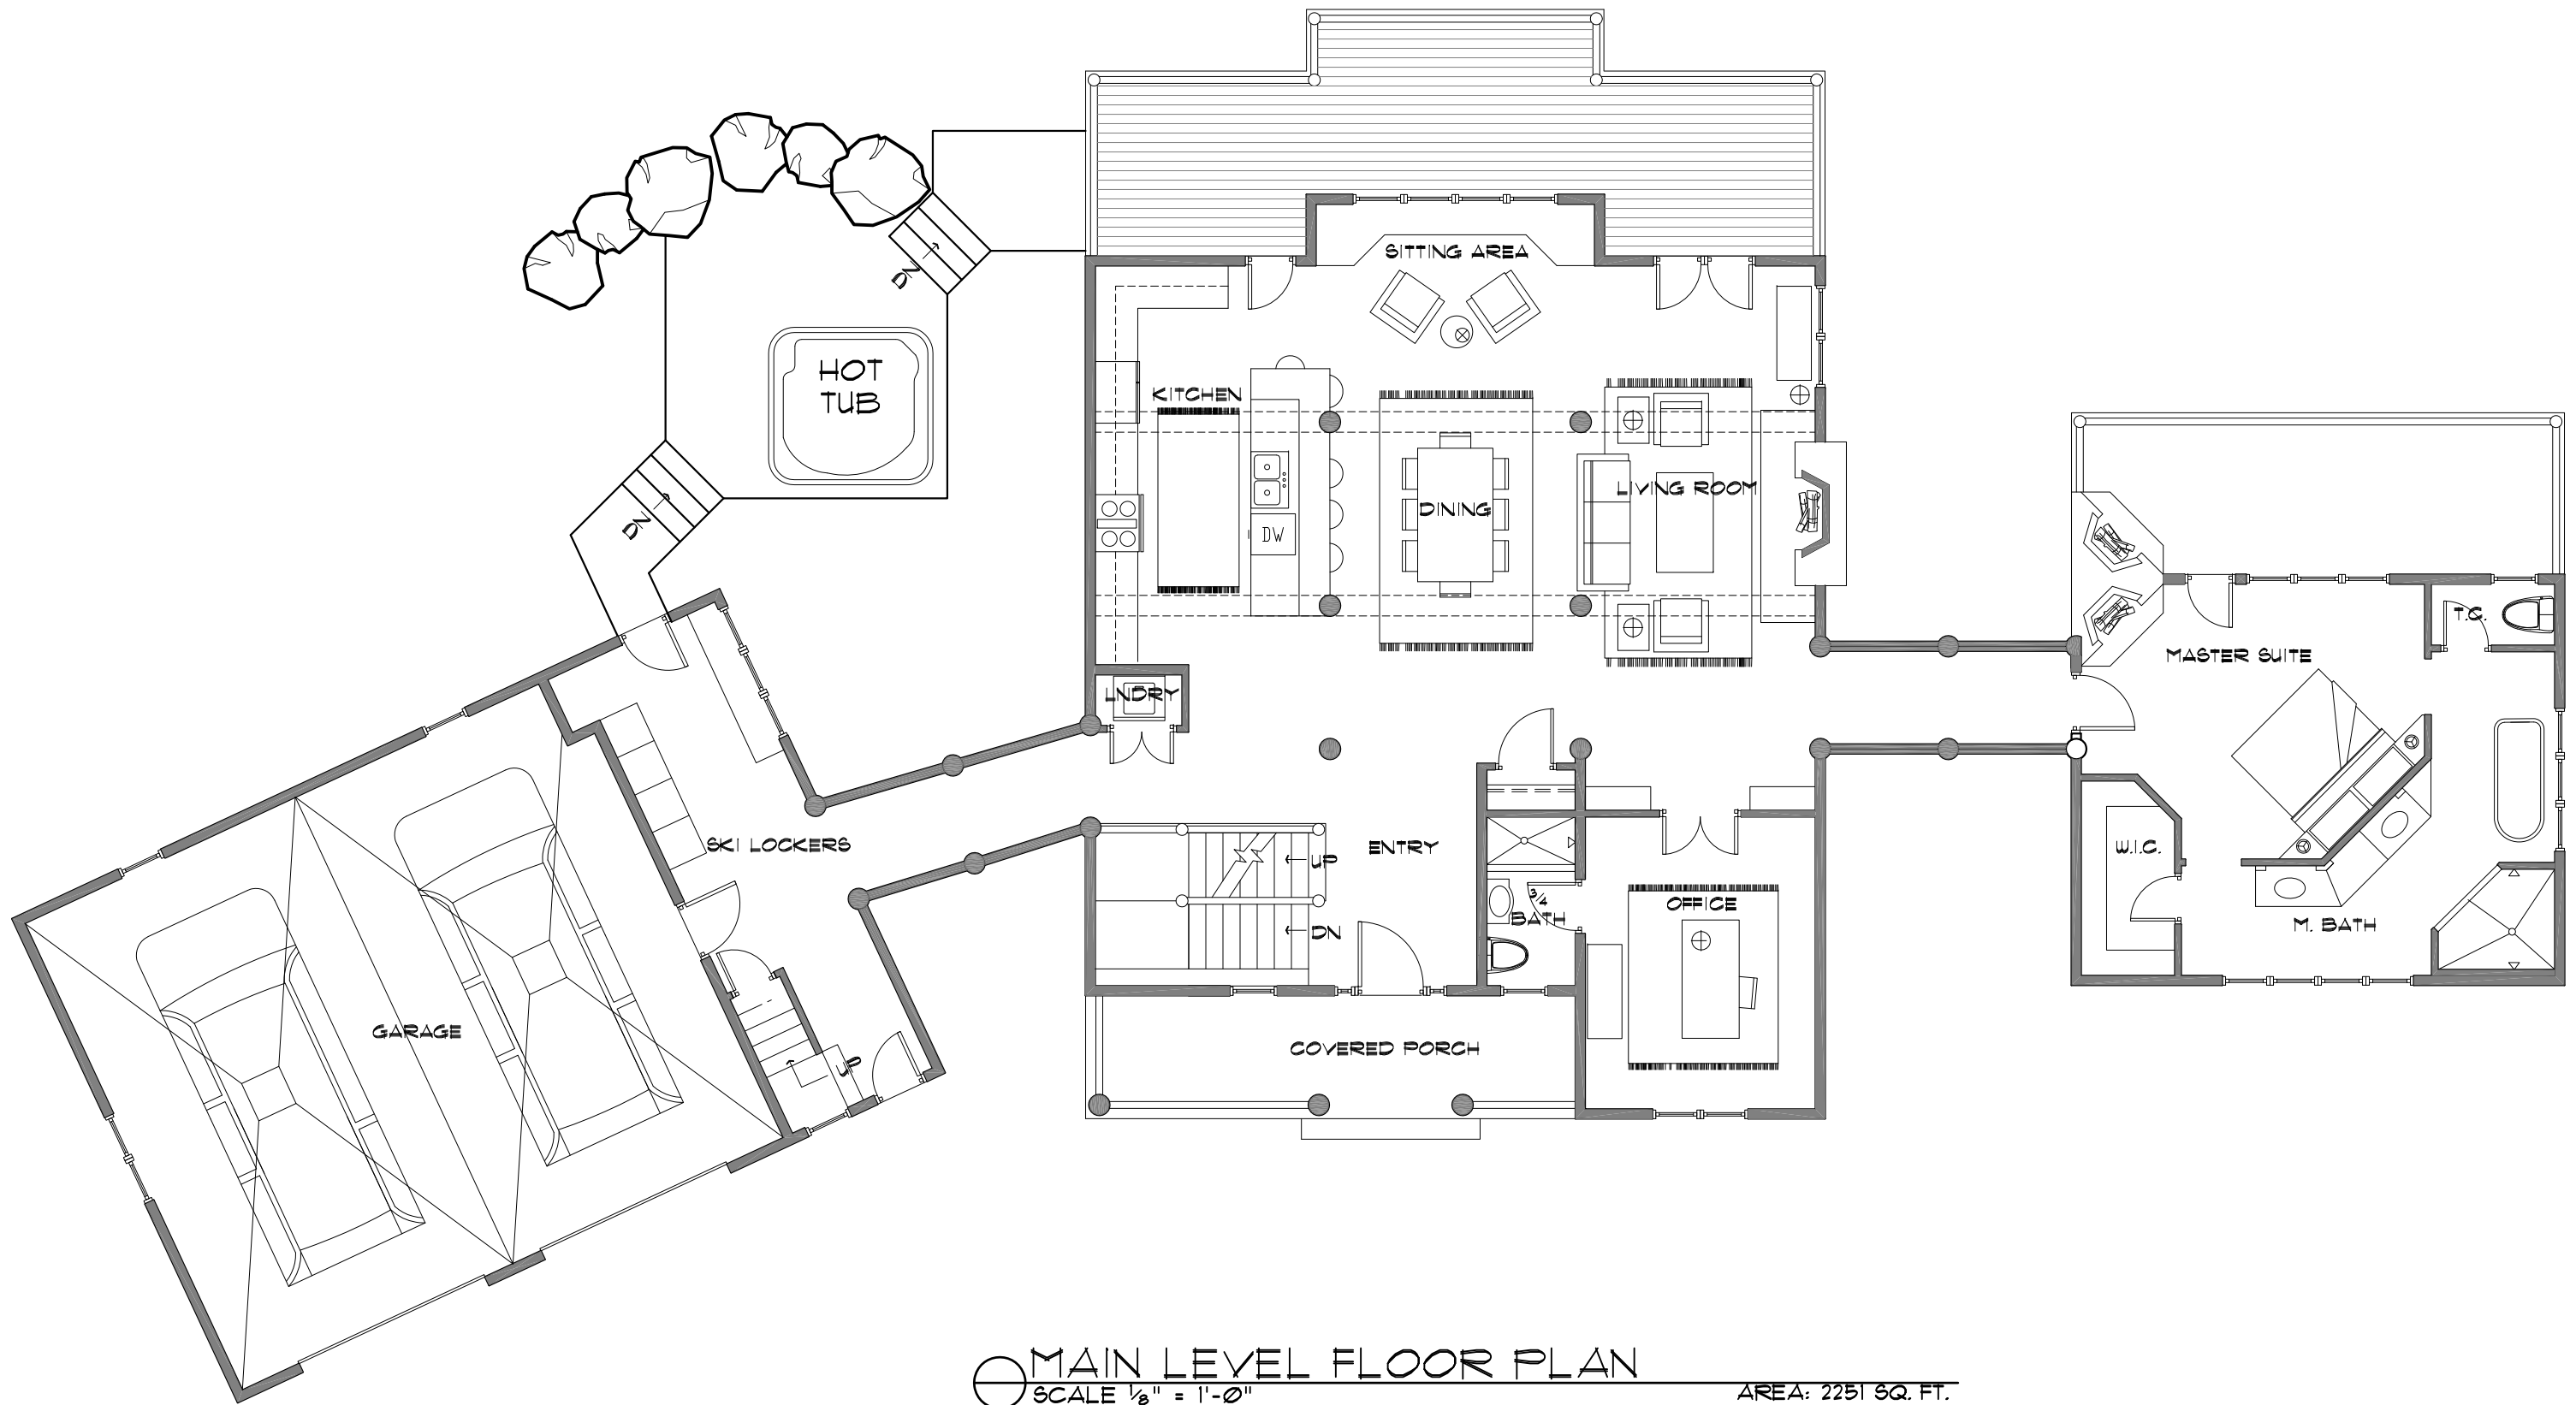 DN
SITTING AREA
HOT
TUB
KITCHEN
LIVING ROOM
DINING
DN
DW
T.C.
MASTER SUITE
LNDRY
SKI LOCKERS
ENTRY
UP
W.I.C.
3/4
BATH
OFFICE
M. BATH
DN
GARAGE
COVERED PORCH
UP
MAIN LEVEL FLOOR PLAN
SCALE 1/8" = 1'-0"
AREA: 2251 SQ. FT.